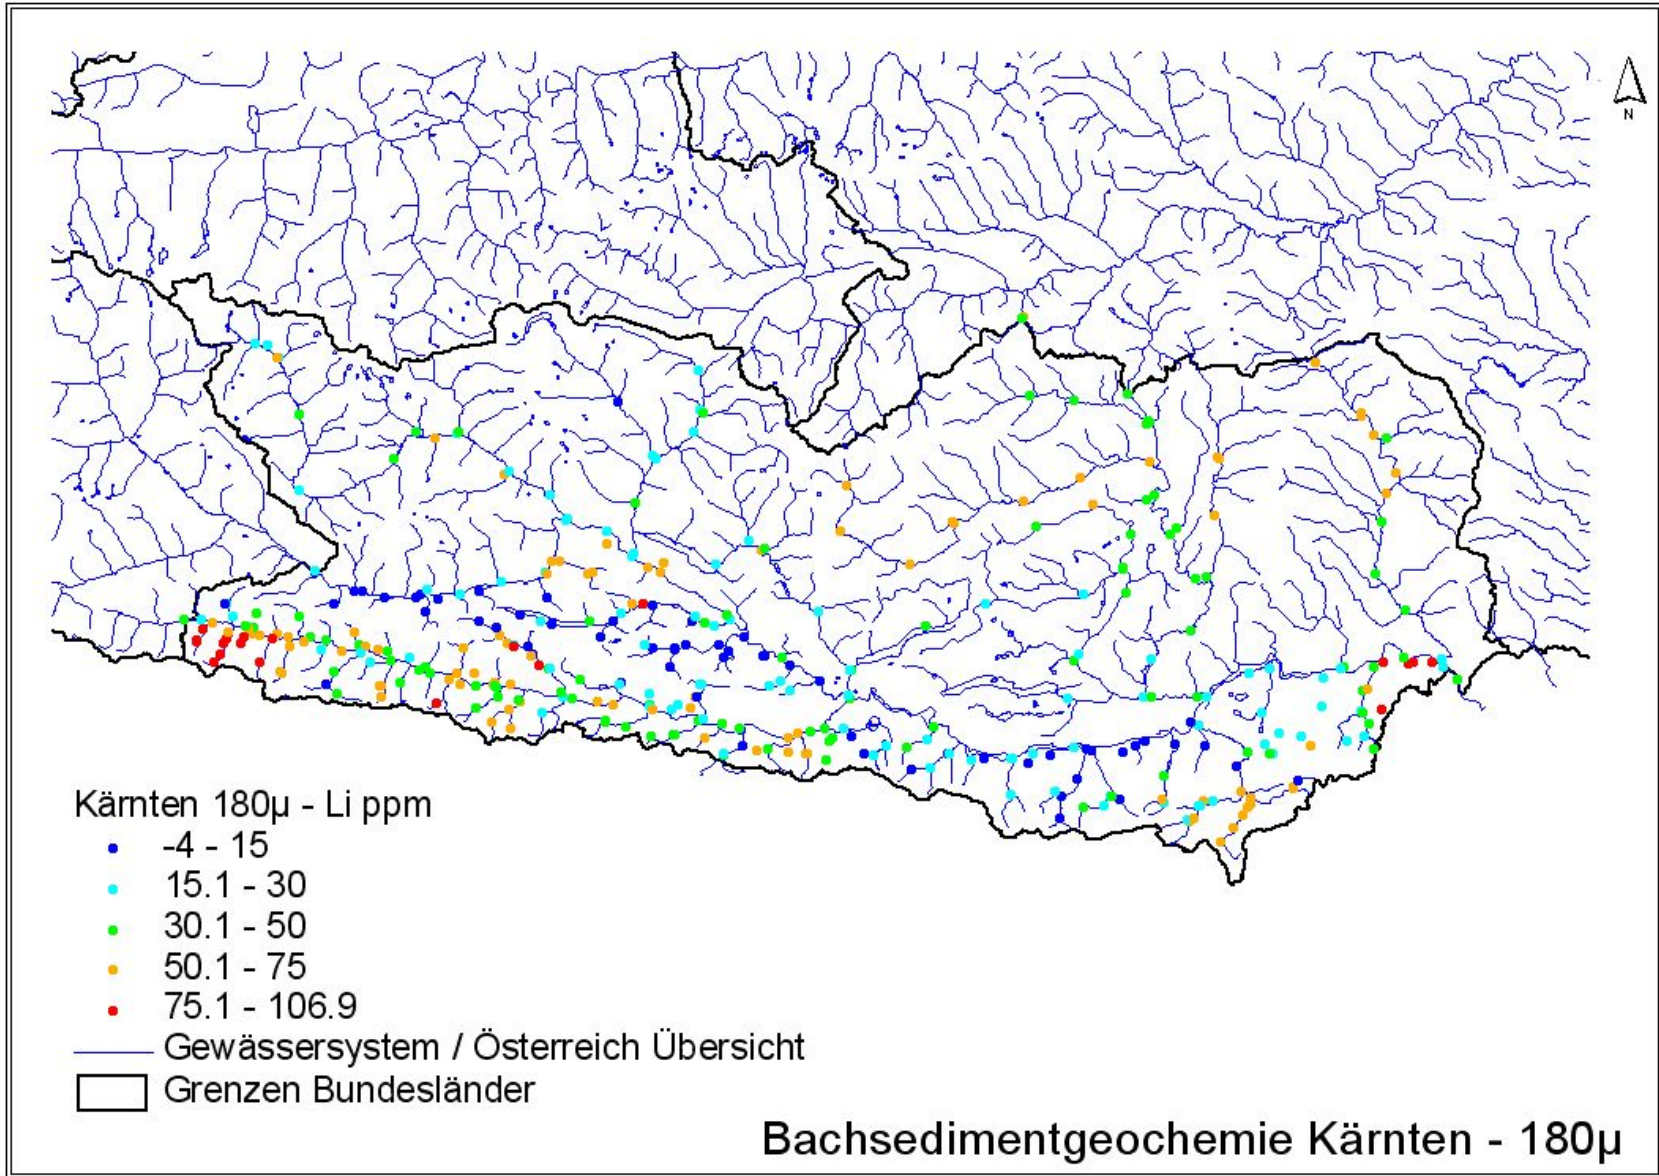 N
Kärnten 180µ - Li ppm
-4 - 15
15.1 - 30
30.1 - 50
50.1 - 75
75.1 - 106.9
Gewässersystem / Österreich Übersicht
Grenzen Bundesländer
Bachsedimentgeochemie Kärnten - 180µ